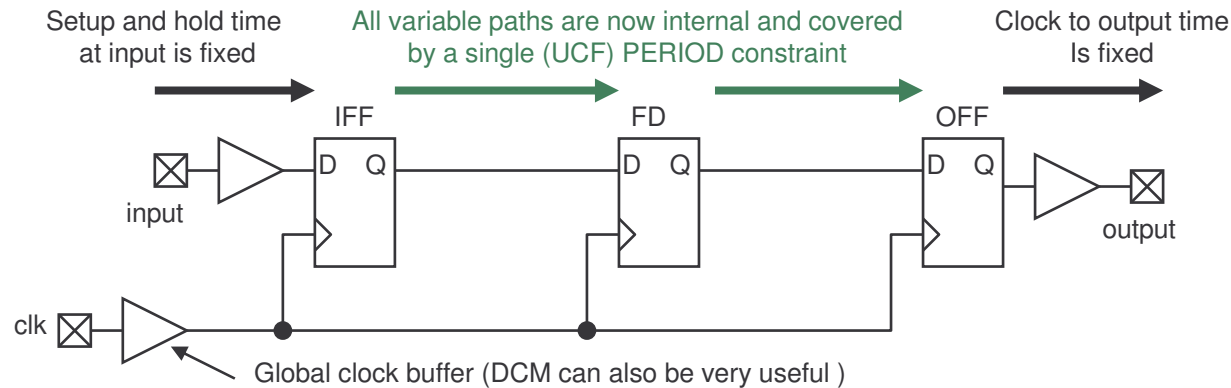 Setup and hold time
at input is fixed
All variable paths are now internal and covered
by a single (UCF) PERIOD constraint
Clock to output time
Is fixed
IFF
FD
OFF
D Q
D Q
D Q
input
output
clk
Global clock buffer (DCM can also be very useful )